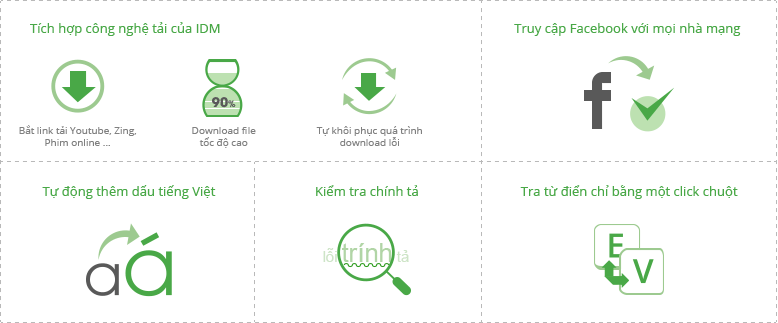 Tích hợp công nghệ tải của IDM
Truy cập Facebook với mọi nhà mạng
90%
Bắt link tải Youtube, Zing,
Phim online ...
Download file
tốc độ cao
Tự khôi phục quá trình
download lỗi
f
Tự động thêm dấu tiếng Việt
Kiểm tra chính tả
Tra từ điển chỉ bằng một click chuột
a á
lỗi trính tả
E
V